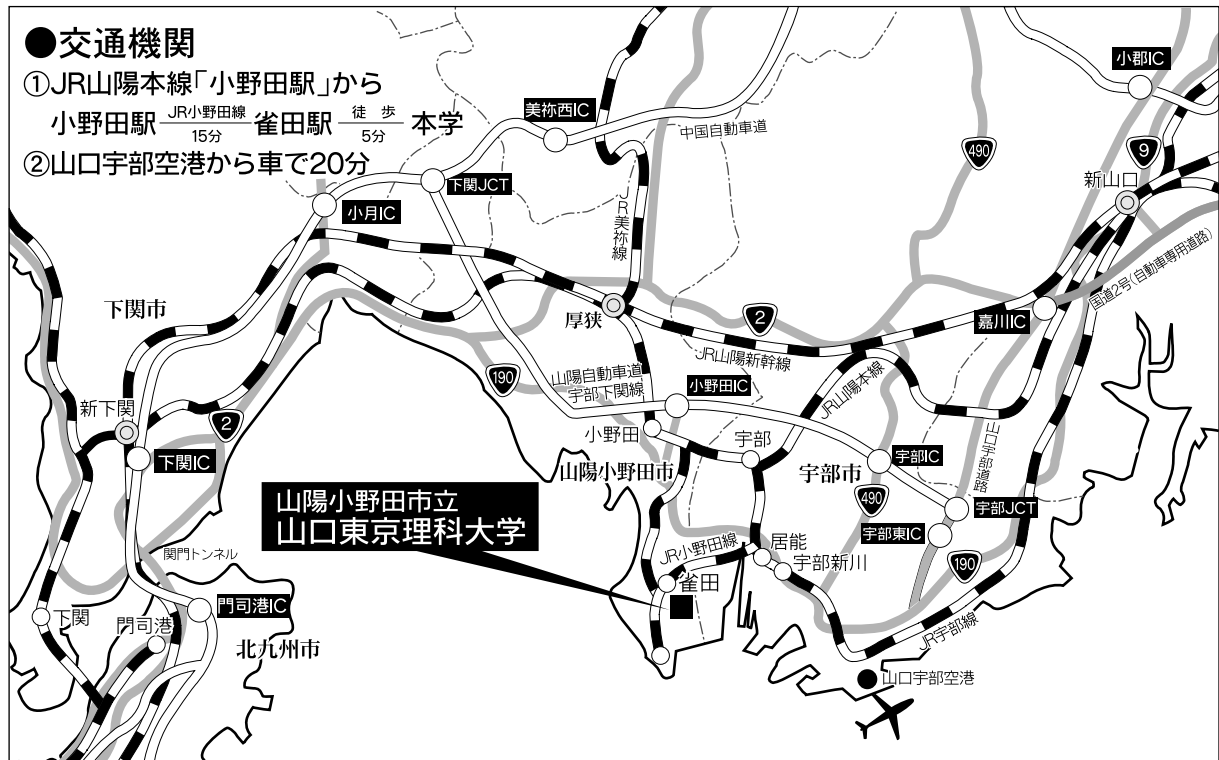 ●交通機関
①JR山陽本線「小野田駅」から
小野田駅 JR小野田線 15分 雀田駅 徒歩 5分 本学
②山口宇部空港から車で20分
小郡IC
美祢西IC
中国自動車道
490
9
新山口
下関JCT
小月IC
JR美祢線
国道2号(自動車専用道路)
下関市
厚狭
2
嘉川IC
JR山陽新幹線
190
山陽自動車道
宇部下関線
小野田IC
JR山陽本線
新下関
2
小野田
宇部
山口宇部道路
下関IC
山陽小野田市
宇部市
宇部IC
490
宇部JCT
山陽小野田市立
山口東京理科大学
宇部東IC
関門トンネル
JR小野田線
居能
宇部新川
190
雀田
下関
門司港IC
門司港
北九州市
JR宇部線
山口宇部空港